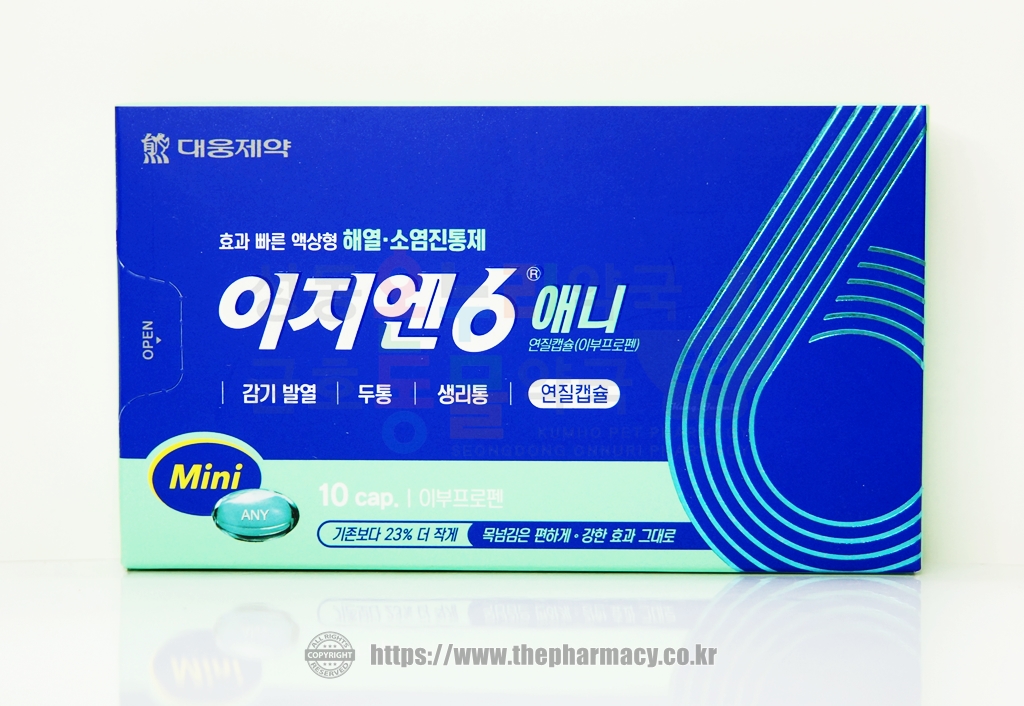 대웅제약
효과 빠른 액상형 해열·소염진통제
이지엔6® 애니
연질캡슐(이부프로펜)
OPEN
감기 발열 | 두통 | 생리통 | 연질캡슐
Mini
ANY
10 cap. | 이부프로펜
기존보다 23% 더 작게 목넘김은 편하게 • 강한 효과 그대로
ALL RIGHTS
COPYRIGHT
RESERVED
https://www.thepharmacy.co.kr